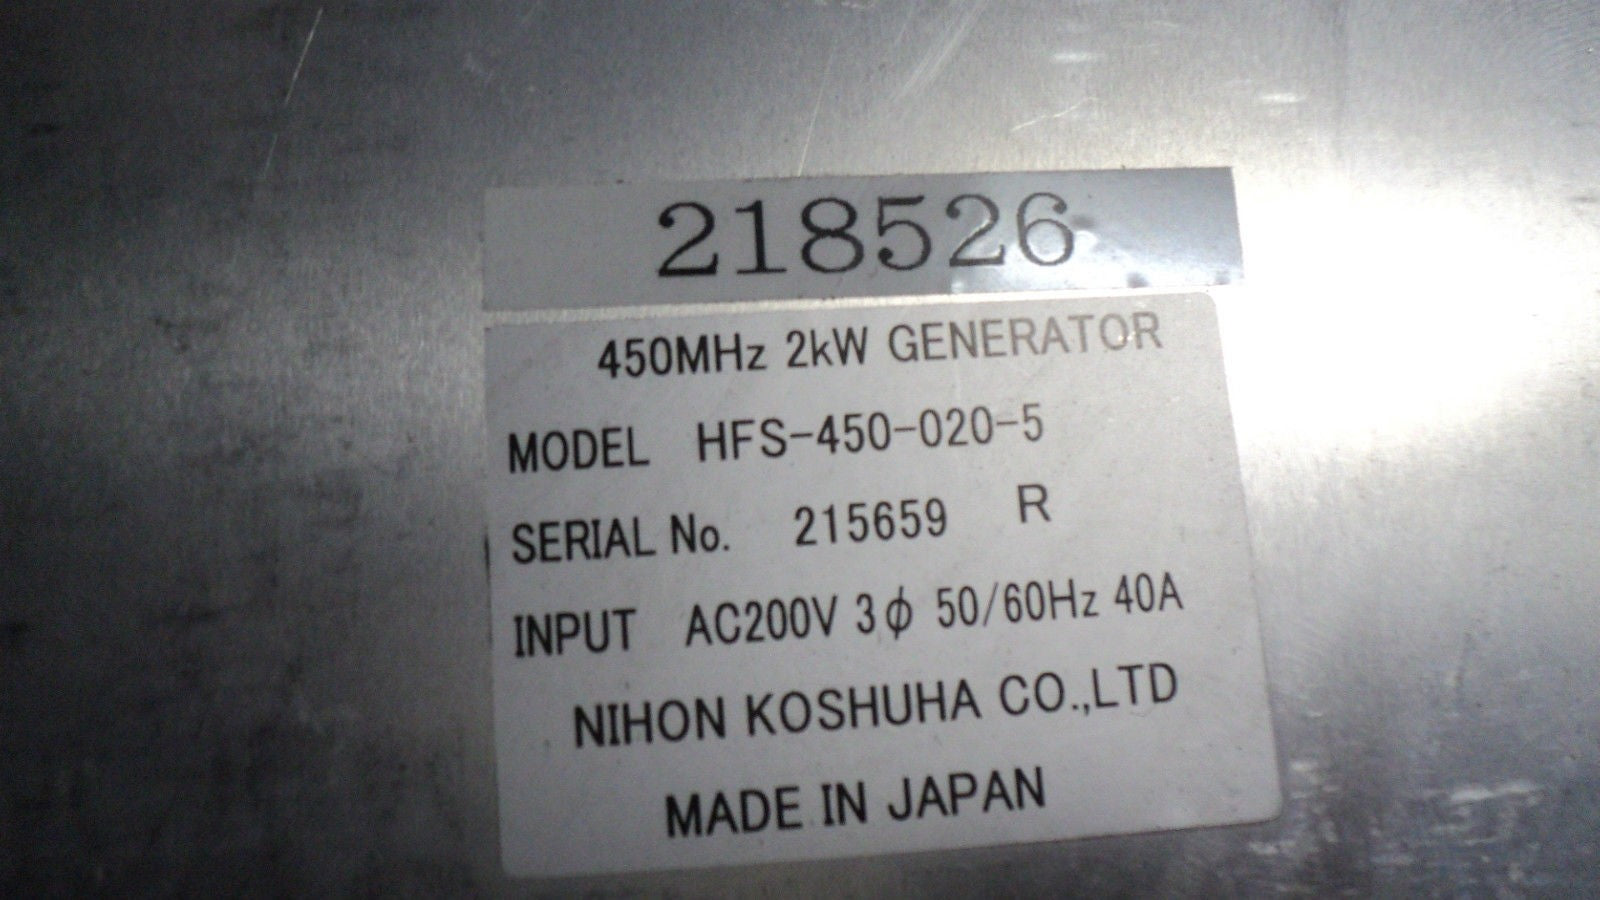 218526
450MHz 2kW GENERATOR
MODEL HFS-450-020-5
SERIAL No. 215659 R
INPUT AC200V 3ϕ 50/60Hz 40A
NIHON KOSHUHA CO.,LTD
MADE IN JAPAN